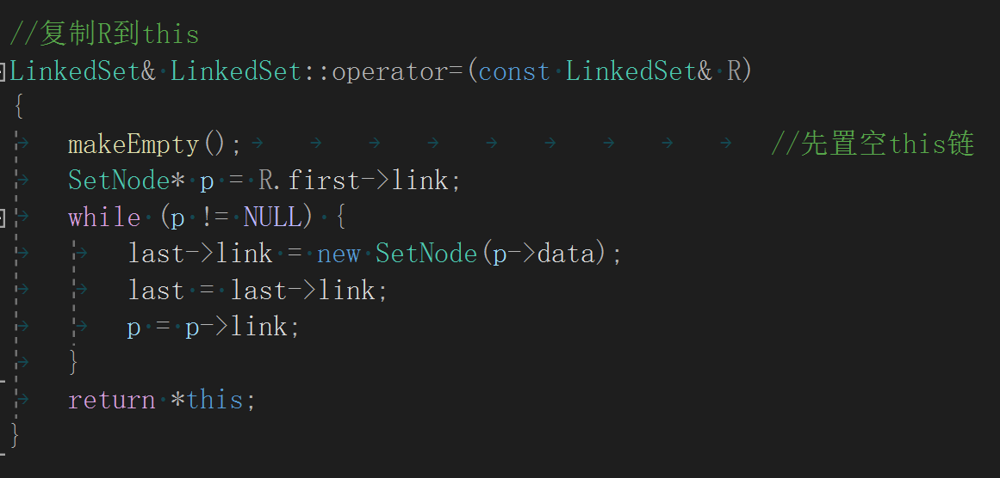 //复制R到this
LinkedSet& LinkedSet::operator=(const LinkedSet& R)
{
makeEmpty(); //先置空this链
SetNode* p = R.first->link;
while (p != NULL) {
last->link = new SetNode(p->data);
last = last->link;
p = p->link;
}
return *this;
}